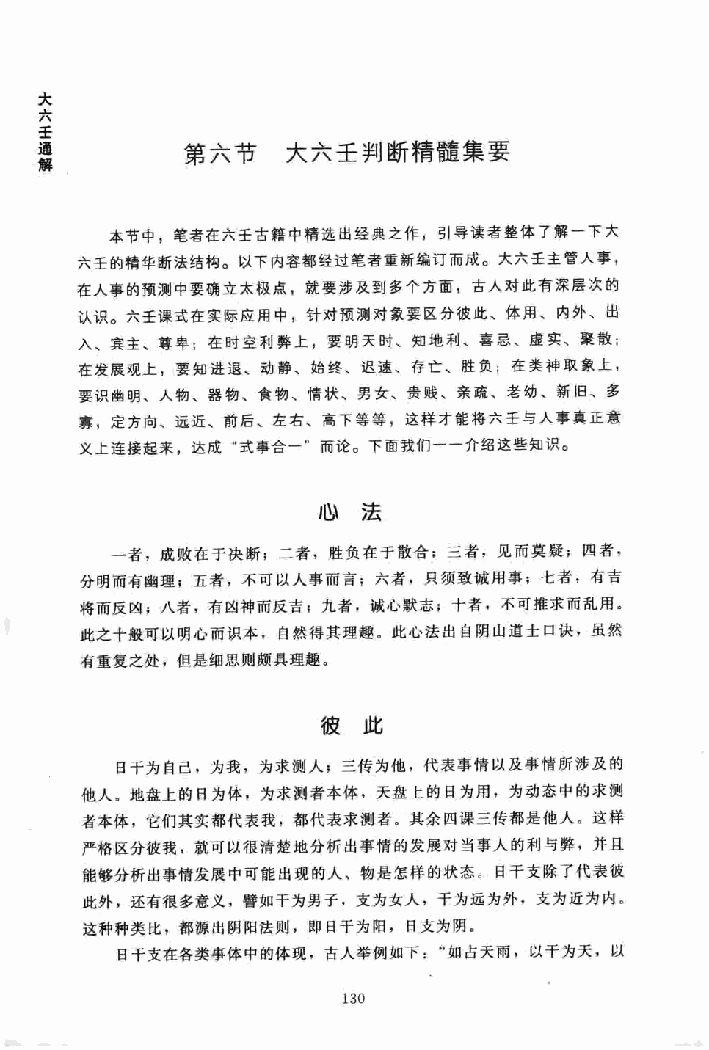 大六壬通解
第六节 大六壬判断精髓集要
本节中，笔者在六壬古籍中精选出经典之作，引导读者整体了解一下大
六壬的精华断法结构。以下内容都经过笔者重新编订而成。大六壬主管人事，
在人事的预测中要确立太极点，就要涉及到多个方面，古人对此有深层次的
认识。六壬课式在实际应用中，针对预测对象要区分彼此、体用、内外、出
入、宾主、尊卑；在时空利弊上，要明天时、知地利、喜忌、虚实、聚散；
在发展观上，要知进退、动静、始终、迟速、存亡、胜负；在类神取象上，
要识幽明、人物、器物、食物、情状、男女、贵贱、亲疏、老幼、新旧、多
寡，定方向、远近、前后、左右、高下等等，这样才能将六壬与人事真正意
义上连接起来，达成“式事合一”而论。下面我们一一介绍这些知识。
心 法
一者，成败在于决断；二者，胜负在于散合；三者，见而莫疑；四者，
分明而有幽理；五者，不可以人事而言；六者，只须致诚用事；七者，有吉
将而反凶；八者，有凶神而反吉；九者，诚心默志；十者，不可推求而乱用。
此之十般可以明心而识本，自然得其理趣。此心法出自阴山道士口诀，虽然
有重复之处，但是细思则颇具理趣。
彼 此
日干为自己，为我，为求测人；三传为他，代表事情以及事情所涉及的
他人。地盘上的日为体，为求测者本体，天盘上的日为用，为动态中的求测
者本体，它们其实都代表我，都代表求测者。其余四课三传都是他人。这样
严格区分彼我，就可以很清楚地分析出事情的发展对当事人的利与弊，并且
能够分析出事情发展中可能出现的人、物是怎样的状态。日干支除了代表彼
此外，还有很多意义，譬如干为男子，支为女人，干为远为外，支为近为内。
这种种类比，都源出阴阳法则，即日干为阳，日支为阴。
日干支在各类事体中的体现，古人举例如下：“如占天雨，以干为天，以
130